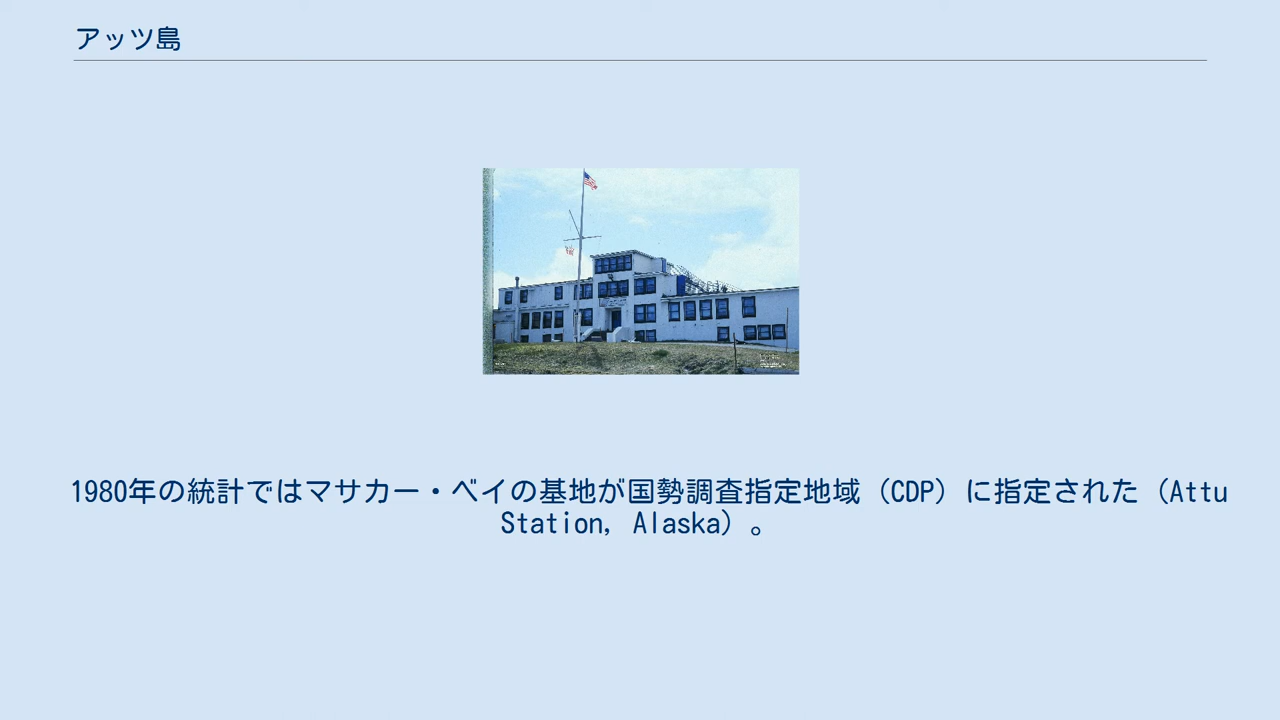 アッツ島
1980年の統計ではマサカー・ベイの基地が国勢調査指定地域（CDP）に指定された（Attu
Station, Alaska）。